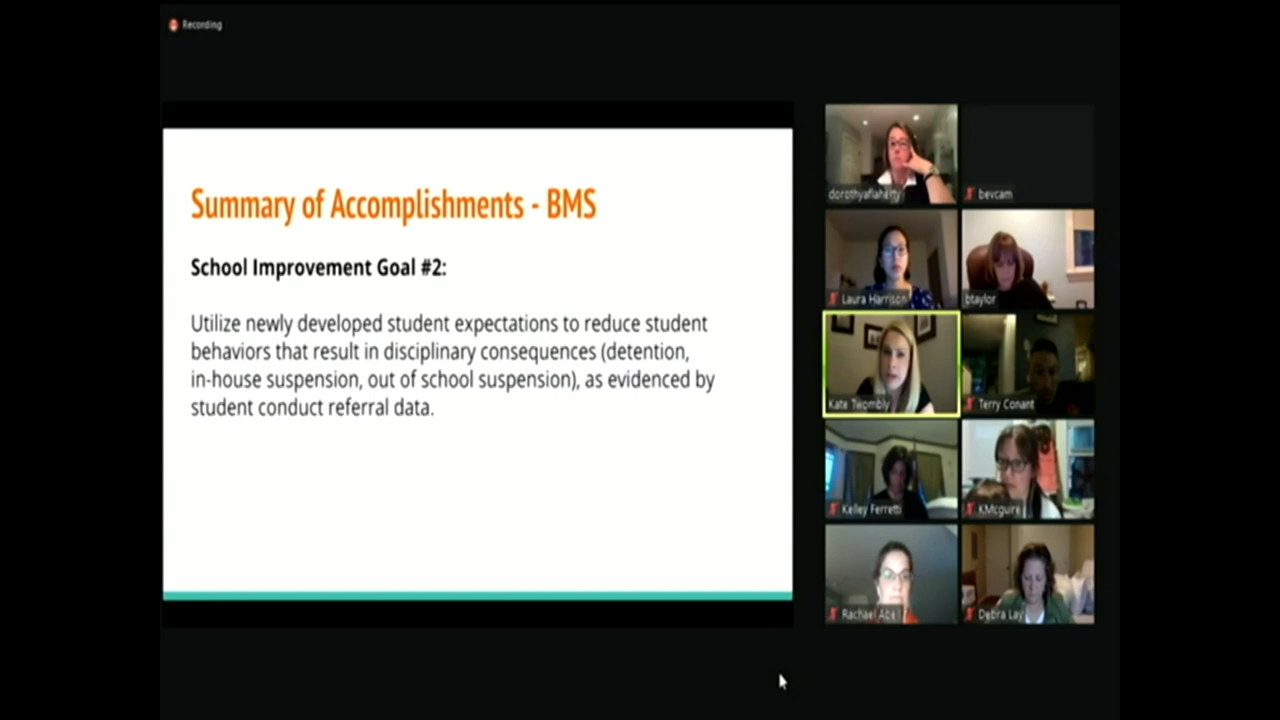 Recording
Summary of Accomplishments - BMS
School Improvement Goal #2:
Utilize newly developed student expectations to reduce student
behaviors that result in disciplinary consequences (detention,
in-house suspension, out of school suspension), as evidenced by
student conduct referral data.
dorothyaflaherty
bevcam
Laura Harrison
btaylor
Kate Twombly
Terry Conant
Kelley Ferretti
KMcguire
Rachael Abell
Debra Lay